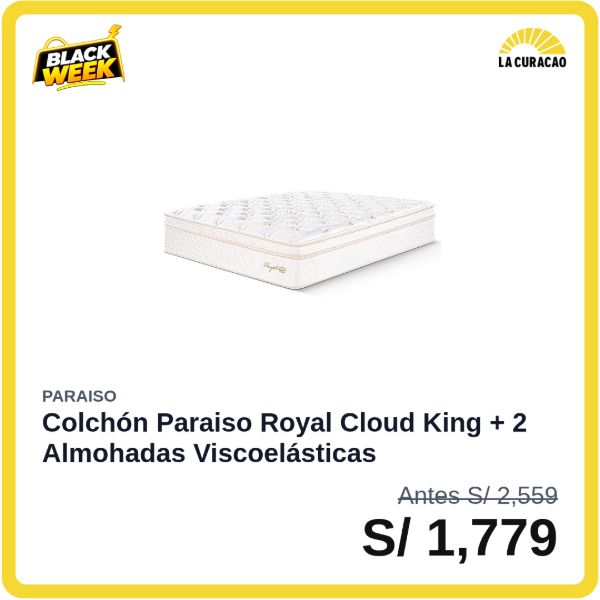 BLACK
WEEK
LA CURACAO
PARAISO
Colchón Paraiso Royal Cloud King + 2
Almohadas Viscoelásticas
Antes S/ 2,559
S/ 1,779